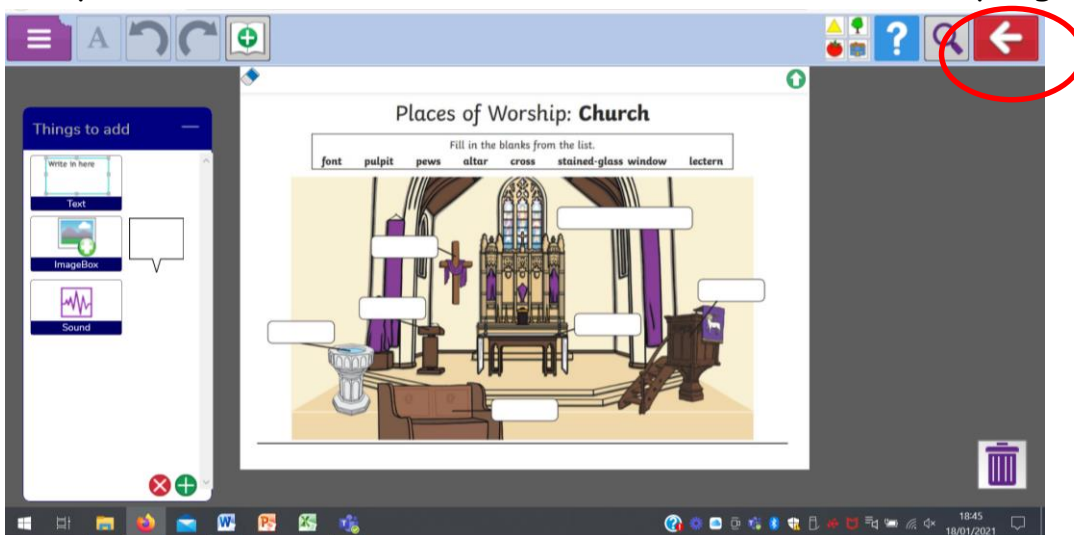 A
?
Things to add
Write in here
Text
ImageBox
Sound
Places of Worship: Church
Fill in the blanks from the list.
font pulpit pews altar cross stained-glass window lectern
18:45
18/01/2021